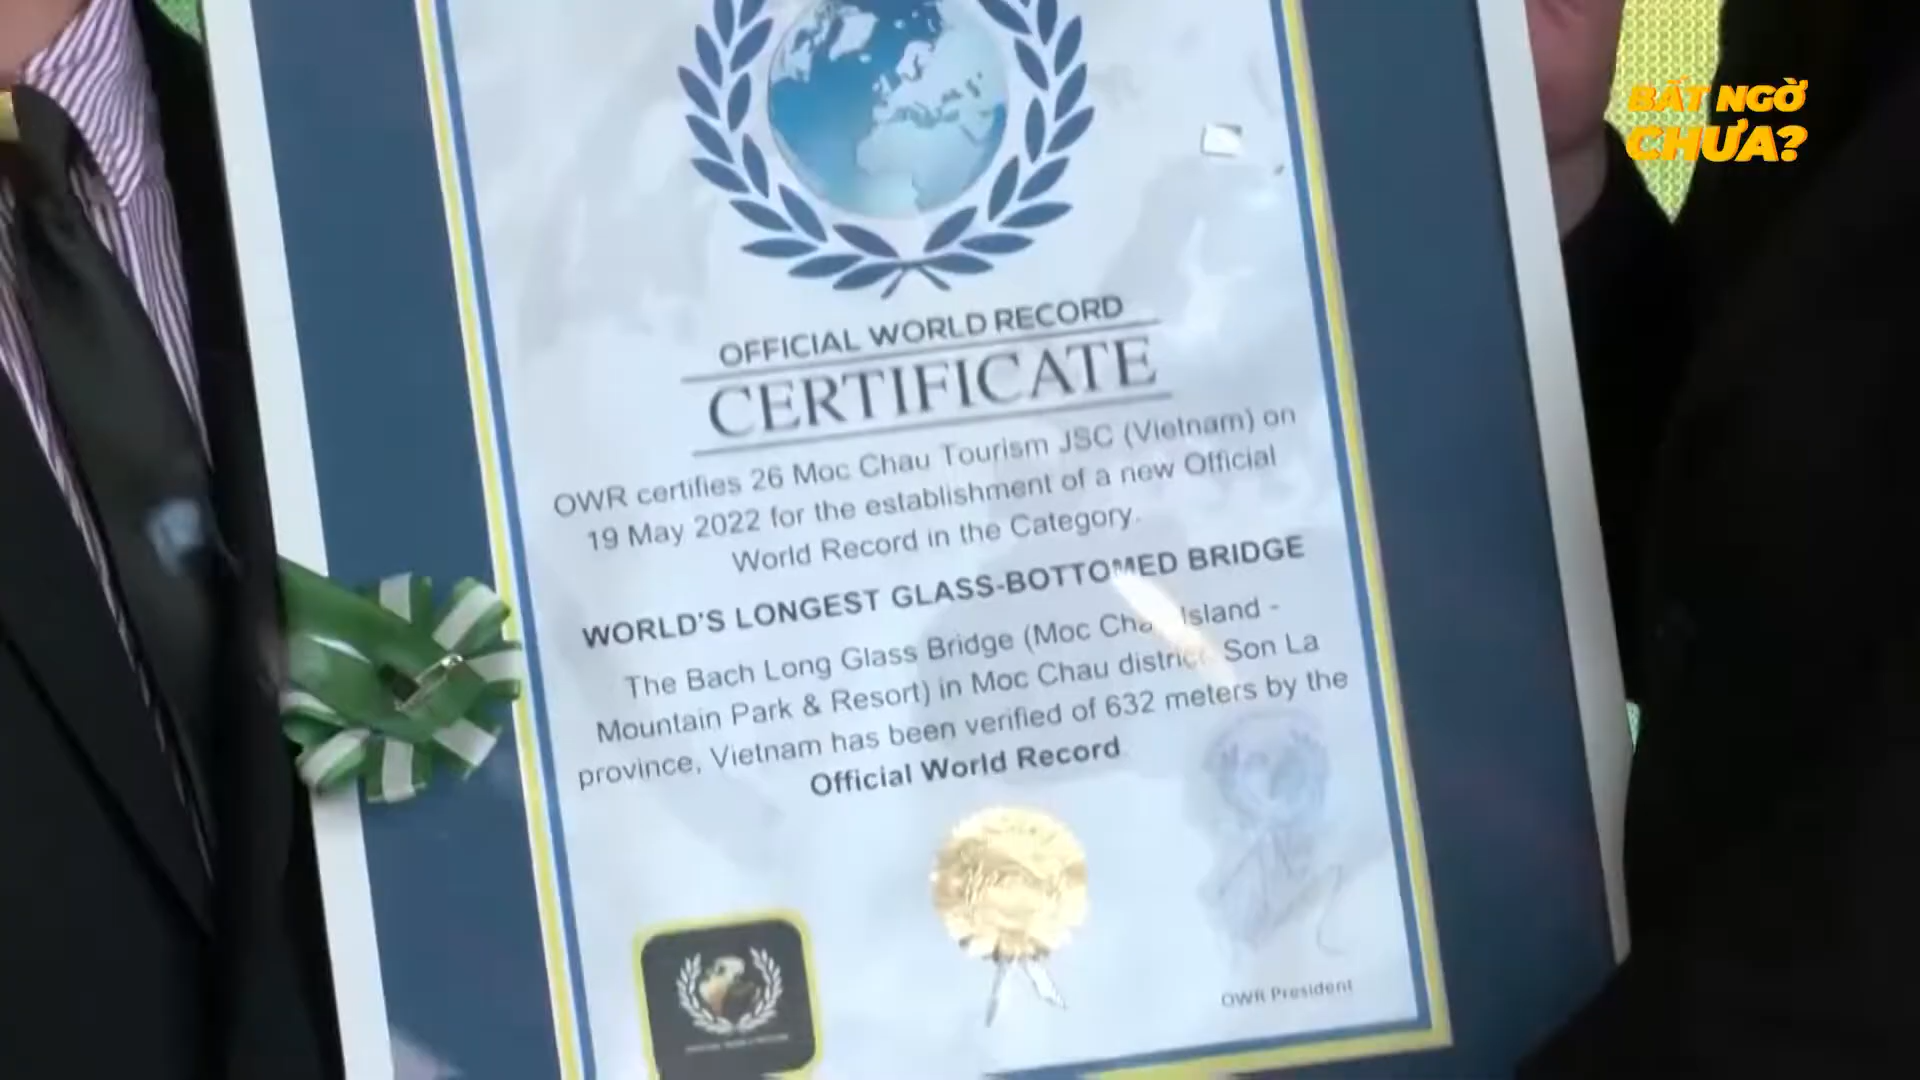 BẤT NGỜ
CHƯA?
OFFICIAL WORLD RECORD
CERTIFICATE
OWR certifies 26 Moc Chau Tourism JSC (Vietnam) on
19 May 2022 for the establishment of a new Official
World Record in the Category.
WORLD'S LONGEST GLASS-BOTTOMED BRIDGE
The Bach Long Glass Bridge (Moc Island -
Mountain Park & Resort) in Moc Chau district Son La
province, Vietnam has been verified of 632 meters by the
Official World Record
OWR President